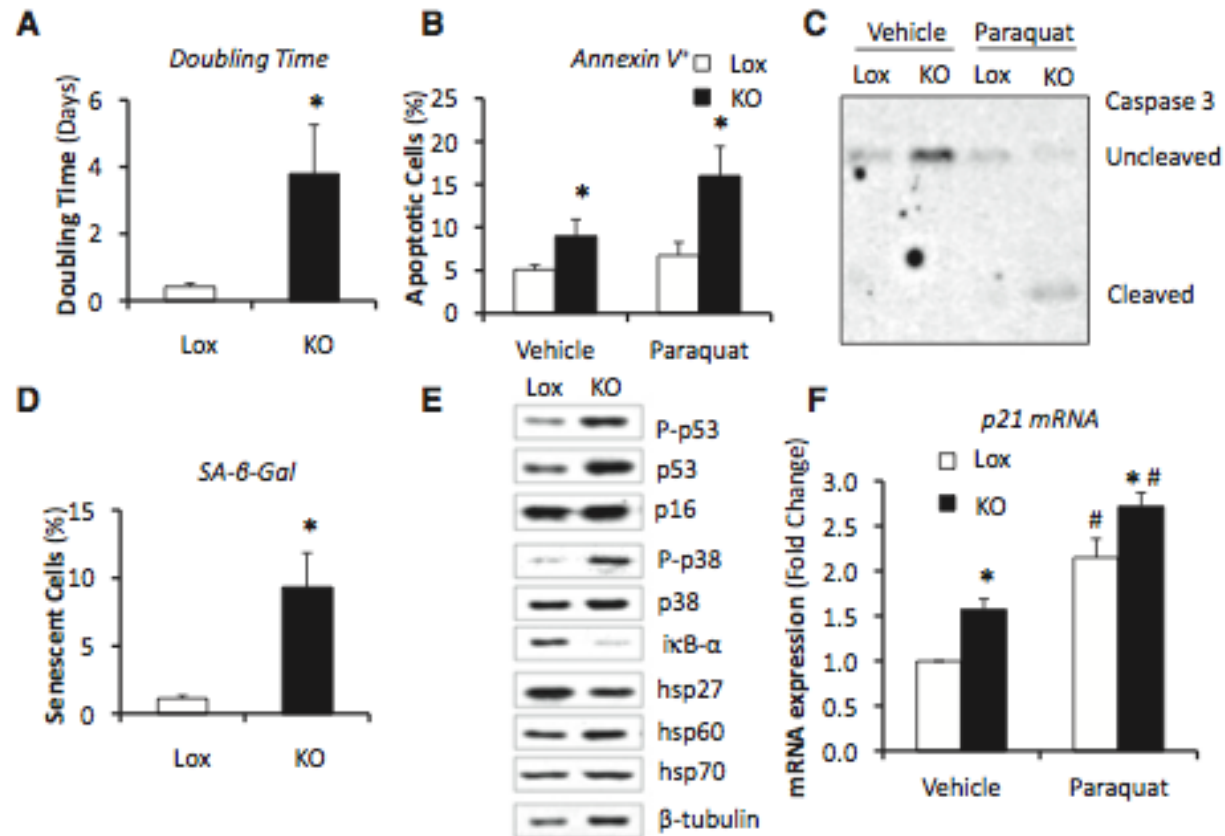 A
Doubling Time
Doubling Time (Days)
6
4
2
0
*
Lox KO
B
Annexin V⁺
Lox
KO
Apoptotic Cells (%)
25
20
15
10
5
0
*
*
Vehicle Paraquat
C
Vehicle Paraquat
Lox KO Lox KO
Caspase 3
Uncleaved
Cleaved
D
SA-β-Gal
Senescent Cells (%)
15
10
5
0
*
Lox KO
E
Lox KO
P-p53
p53
p16
P-p38
p38
iκB-α
hsp27
hsp60
hsp70
β-tubulin
F
p21 mRNA
Lox
KO
mRNA expression (Fold Change)
3.0
2.5
2.0
1.5
1.0
0.5
0.0
*
#
* #
Vehicle Paraquat